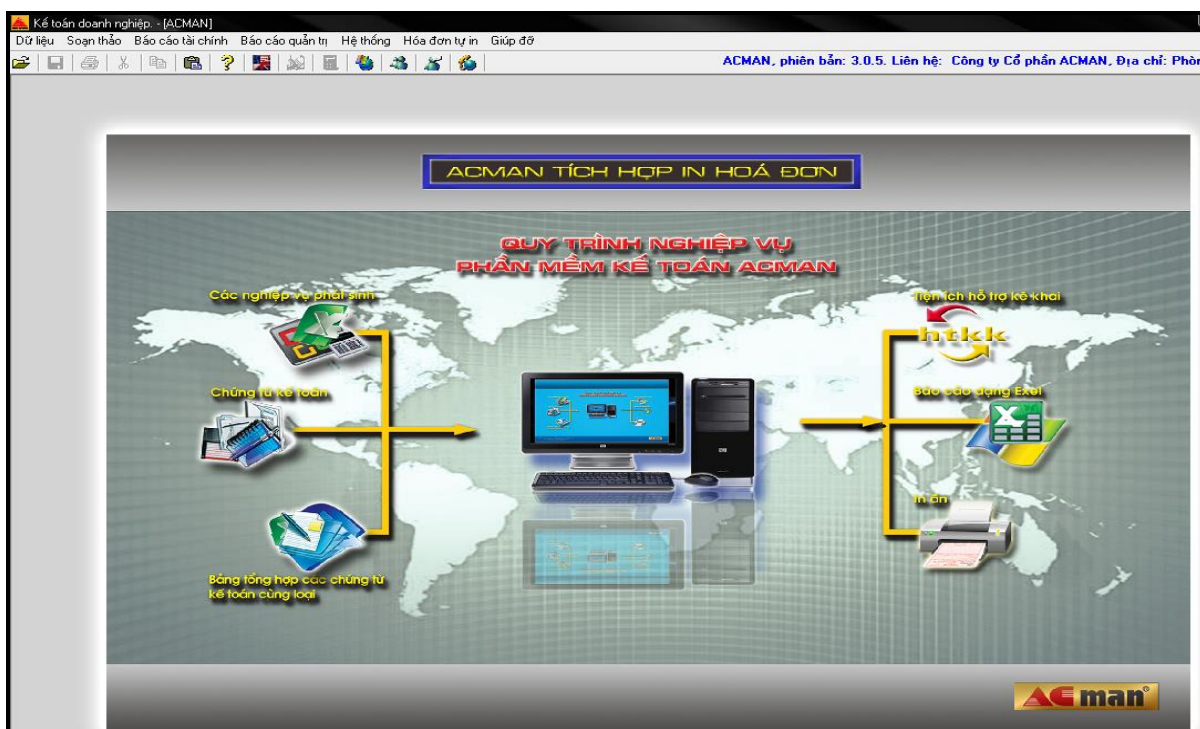 Kế toán doanh nghiệp. - [ACMAN]
Dữ liệu Soạn thảo Báo cáo tài chính Báo cáo quản trị Hệ thống Hóa đơn tự in Giúp đỡ
ACMAN, phiên bản: 3.0.5. Liên hệ: Công ty Cổ phần ACMAN, Địa chỉ: Phòn
ACMAN TÍCH HỢP IN HOÁ ĐƠN
QUY TRÌNH NGHIỆP VỤ
PHẦN MỀM KẾ TOÁN ACMAN
Các nghiệp vụ phát sinh
Tiện ích hỗ trợ kê khai
htkk
Chứng từ kế toán
Báo cáo dạng Exel
In ấn
Bảng tổng hợp các chứng từ
kế toán cùng loại
ACman®